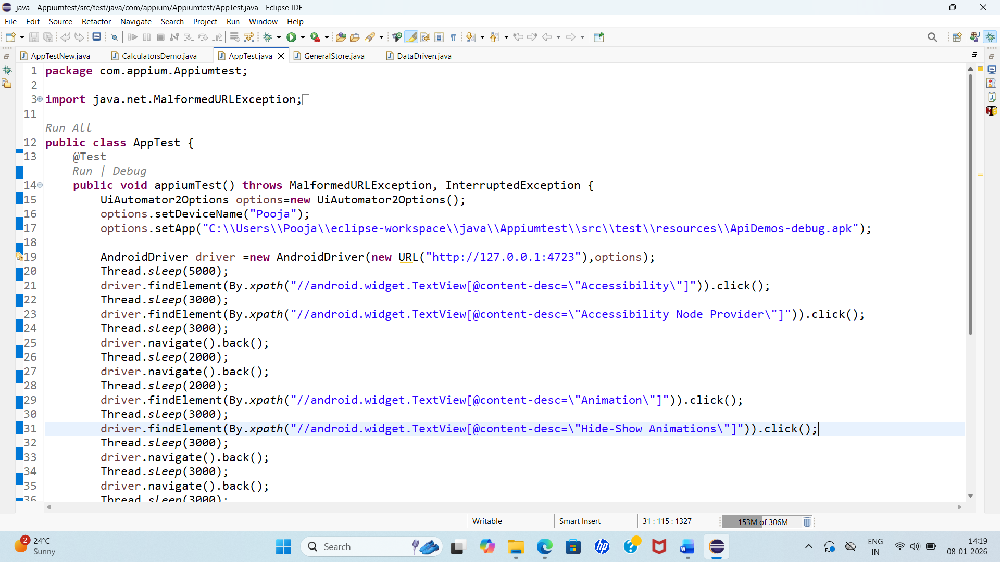 java - Appiumtest/src/test/java/com/appium/Appiumtest/AppTest.java - Eclipse IDE
File Edit Source Refactor Navigate Search Project Run Window Help
AppTestNew.java CalculatorsDemo.java AppTest.java GeneralStore.java DataDriven.java
1 package com.appium.Appiumtest;
2
3 import java.net.MalformedURLException;
11
Run All
12 public class AppTest {
13 @Test
Run | Debug
14 public void appiumTest() throws MalformedURLException, InterruptedException {
15 UiAutomator2Options options=new UiAutomator2Options();
16 options.setDeviceName("Pooja");
17 options.setApp("C:\\Users\\Pooja\\eclipse-workspace\\java\\Appiumtest\\src\\test\\resources\\ApiDemos-debug.apk");
18
19 AndroidDriver driver =new AndroidDriver(new URL("http://127.0.0.1:4723"),options);
20 Thread.sleep(5000);
21 driver.findElement(By.xpath("//android.widget.TextView[@content-desc=\"Accessibility\"]")).click();
22 Thread.sleep(3000);
23 driver.findElement(By.xpath("//android.widget.TextView[@content-desc=\"Accessibility Node Provider\"]")).click();
24 Thread.sleep(3000);
25 driver.navigate().back();
26 Thread.sleep(2000);
27 driver.navigate().back();
28 Thread.sleep(2000);
29 driver.findElement(By.xpath("//android.widget.TextView[@content-desc=\"Animation\"]")).click();
30 Thread.sleep(3000);
31 driver.findElement(By.xpath("//android.widget.TextView[@content-desc=\"Hide-Show Animations\"]")).click();
32 Thread.sleep(3000);
33 driver.navigate().back();
34 Thread.sleep(3000);
35 driver.navigate().back();
36 Thread.sleep(3000);
Writable Smart Insert 31 : 115 : 1327 153M of 306M
2 24°C
Sunny
Search
ENG
IN
14:19
08-01-2026